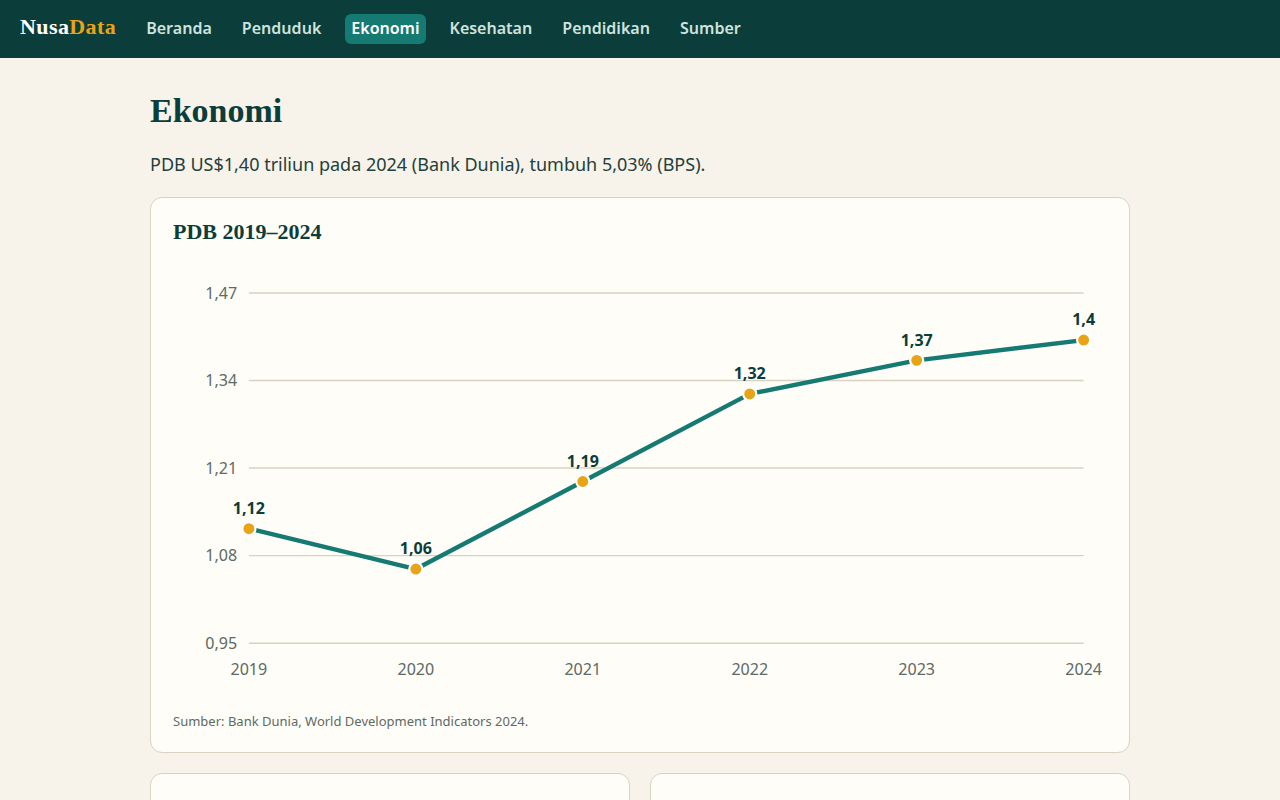 NusaData Beranda Penduduk Ekonomi Kesehatan Pendidikan Sumber
Ekonomi
PDB US$1,40 triliun pada 2024 (Bank Dunia), tumbuh 5,03% (BPS).
PDB 2019–2024
1,47
1,34
1,21
1,08
0,95
1,12
1,06
1,19
1,32
1,37
1,4
2019 2020 2021 2022 2023 2024
Sumber: Bank Dunia, World Development Indicators 2024.